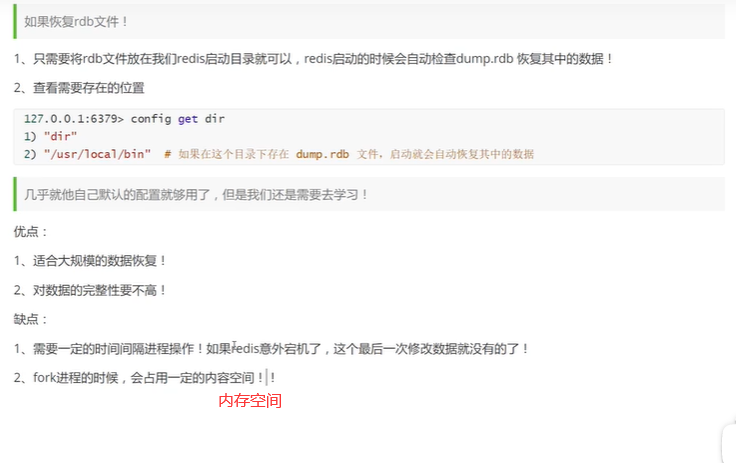 如果恢复rdb文件！
1、只需要将rdb文件放在我们redis启动目录就可以，redis启动的时候会自动检查dump.rdb 恢复其中的数据！
2、查看需要存在的位置
127.0.0.1:6379> config get dir
1) "dir"
2) "/usr/local/bin"  # 如果在这个目录下存在 dump.rdb 文件，启动就会自动恢复其中的数据
几乎就他自己默认的配置就够用了，但是我们还是需要去学习！
优点：
1、适合大规模的数据恢复！
2、对数据的完整性要不高！
缺点：
1、需要一定的时间间隔进程操作！如果redis意外宕机了，这个最后一次修改数据就没有的了！
2、fork进程的时候，会占用一定的内容空间！！
内存空间